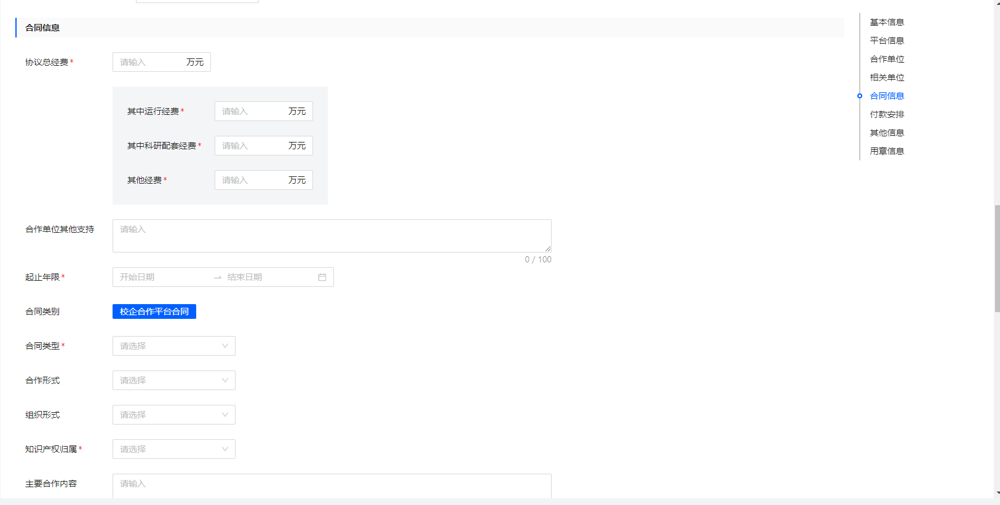 合同信息
协议总经费* 请输入 万元
其中运行经费* 请输入 万元
其中科研配套经费* 请输入 万元
其他经费* 请输入 万元
合作单位其他支持 请输入
0 / 100
起止年限* 开始日期 → 结束日期
合同类别 校企合作平台合同
合同类型* 请选择
合作形式 请选择
组织形式 请选择
知识产权归属* 请选择
主要合作内容 请输入
基本信息
平台信息
合作单位
相关单位
合同信息
付款安排
其他信息
用章信息